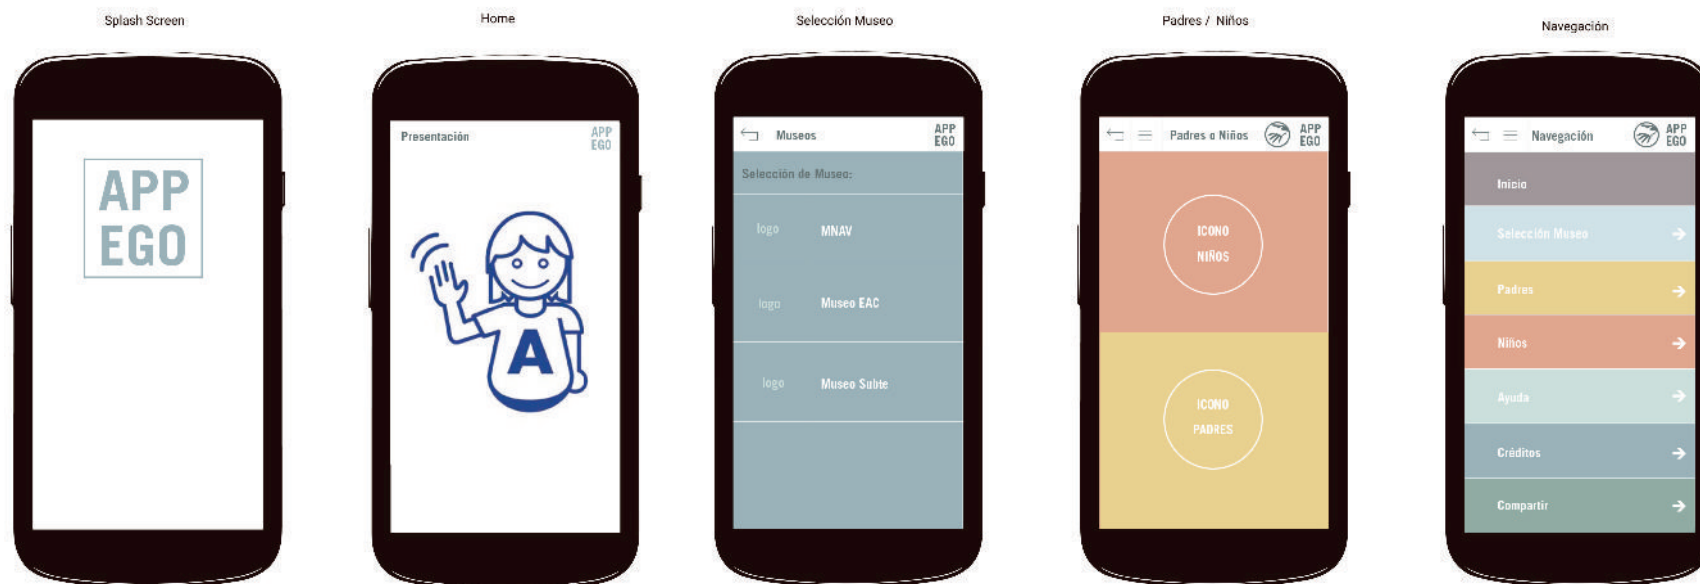 Splash Screen
APP
EGO
Home
Presentación
APP
EGO
A
Selección Museo
Museos
APP
EGO
Selección de Museo:
logo MNAV
logo Museo EAC
logo Museo Subte
Padres / Niños
Padres o Niños
APP
EGO
ICONO
NIÑOS
ICONO
PADRES
Navegación
Navegación
APP
EGO
Inicio
Selección Museo
Padres
Niños
Ayuda
Créditos
Compartir